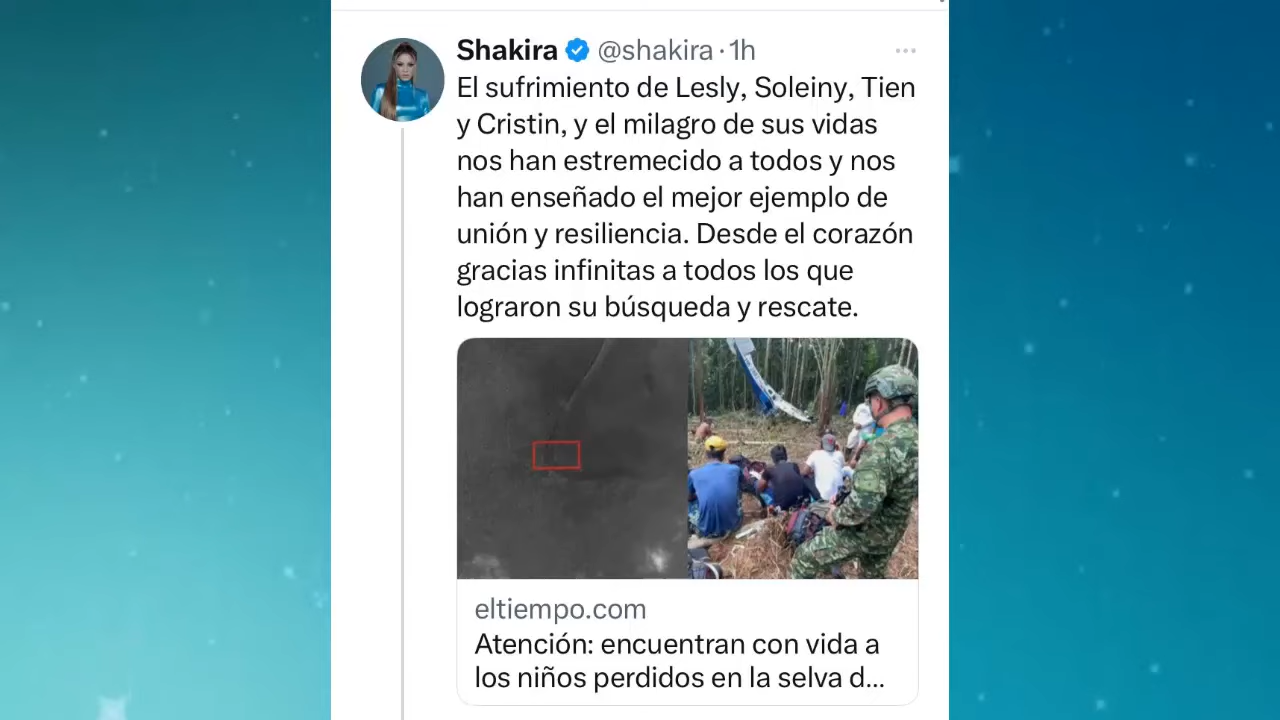 Shakira @shakira · 1h
El sufrimiento de Lesly, Soleiny, Tien
y Cristin, y el milagro de sus vidas
nos han estremecido a todos y nos
han enseñado el mejor ejemplo de
unión y resiliencia. Desde el corazón
gracias infinitas a todos los que
lograron su búsqueda y rescate.
eltiempo.com
Atención: encuentran con vida a
los niños perdidos en la selva d...